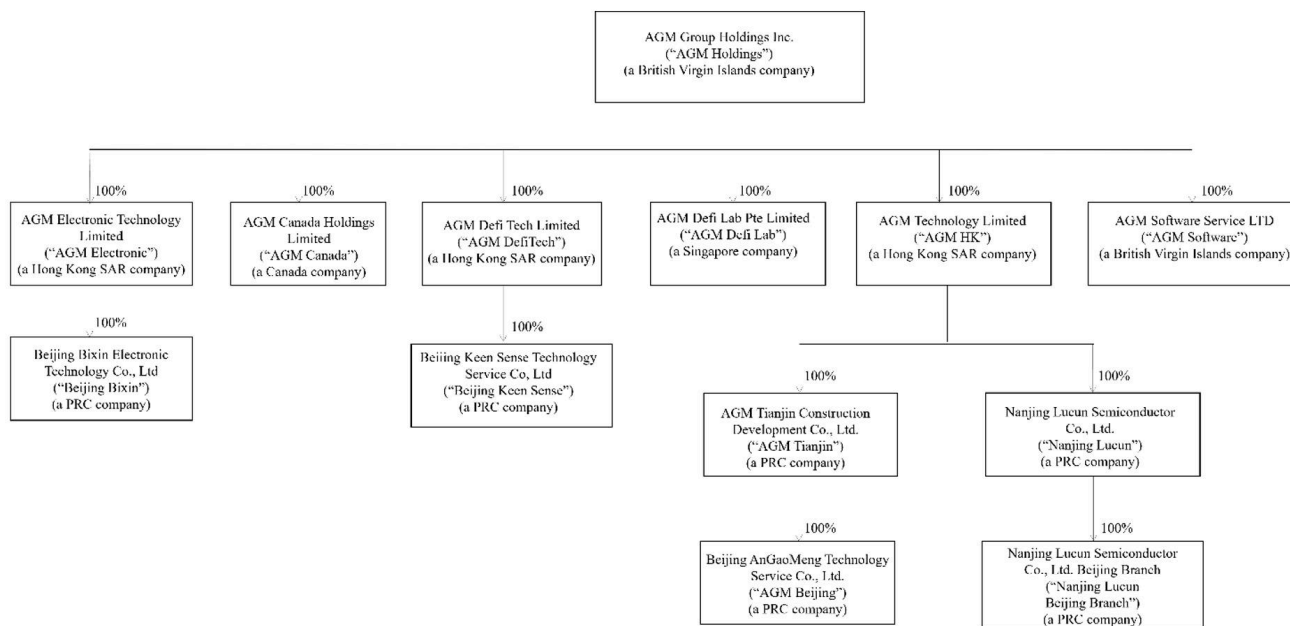 AGM Group Holdings Inc.
(“AGM Holdings”)
(a British Virgin Islands company)
100%
100%
100%
100%
100%
100%
AGM Electronic Technology
Limited
(“AGM Electronic”)
(a Hong Kong SAR company)
AGM Canada Holdings
Limited
(“AGM Canada”)
(a Canada company)
AGM Defi Tech Limited
(“AGM DefiTech”)
(a Hong Kong SAR company)
AGM Defi Lab Pte Limited
(“AGM Defi Lab”)
(a Singapore company)
AGM Technology Limited
(“AGM HK”)
(a Hong Kong SAR company)
AGM Software Service LTD
(“AGM Software”)
(a British Virgin Islands company)
100%
100%
Beijing Bixin Electronic
Technology Co., Ltd
(“Beijing Bixin”)
(a PRC company)
Beijing Keen Sense Technology
Service Co, Ltd
(“Beijing Keen Sense”)
(a PRC company)
100%
100%
AGM Tianjin Construction
Development Co., Ltd.
(“AGM Tianjin”)
(a PRC company)
Nanjing Lucun Semiconductor
Co., Ltd.
(“Nanjing Lucun”)
(a PRC company)
100%
100%
Beijing AnGaoMeng Technology
Service Co., Ltd.
(“AGM Beijing”)
(a PRC company)
Nanjing Lucun Semiconductor
Co., Ltd. Beijing Branch
(“Nanjing Lucun
Beijing Branch”)
(a PRC company)